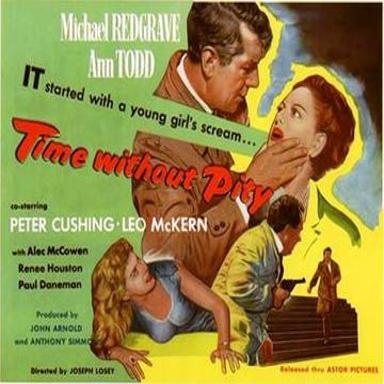 Michael REDGRAVE
Ann TODD
IT started with a young girl's scream...
Time without Pity
co-starring
PETER CUSHING · LEO McKERN
with Alec McCowen
Renee Houston
Paul Daneman
Produced by
JOHN ARNOLD
and ANTHONY SIMMO
Directed by JOSEPH LOSEY
Released thru ASTOR PICTURES